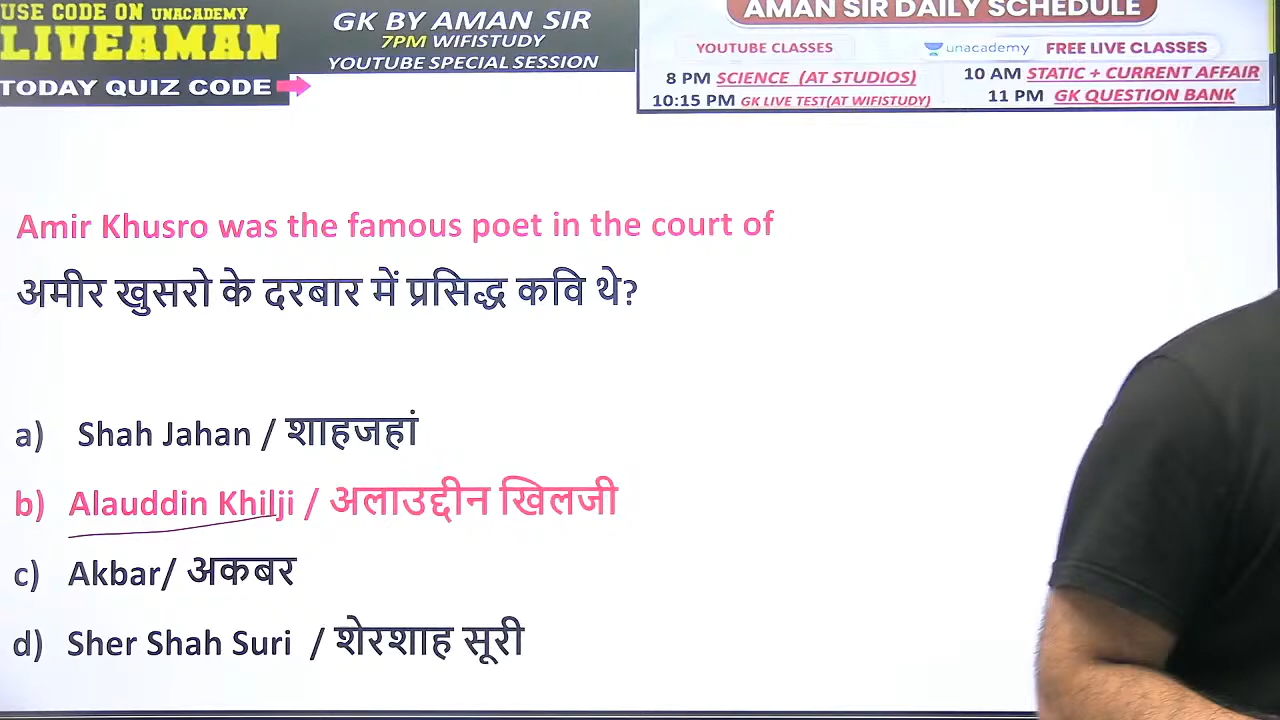 USE CODE ON UNACADEMY
LIVEAMAN
TODAY QUIZ CODE
GK BY AMAN SIR
7PM WIFISTUDY
YOUTUBE SPECIAL SESSION
AMAN SIR DAILY SCHEDULE
YOUTUBE CLASSES
unacademy FREE LIVE CLASSES
8 PM SCIENCE (AT STUDIOS)
10 AM STATIC + CURRENT AFFAIR
10:15 PM GK LIVE TEST(AT WIFISTUDY)
11 PM GK QUESTION BANK
Amir Khusro was the famous poet in the court of
अमीर खुसरो के दरबार में प्रसिद्ध कवि थे?
a) Shah Jahan / शाहजहां
b) Alauddin Khilji / अलाउद्दीन खिलजी
c) Akbar/ अकबर
d) Sher Shah Suri / शेरशाह सूरी